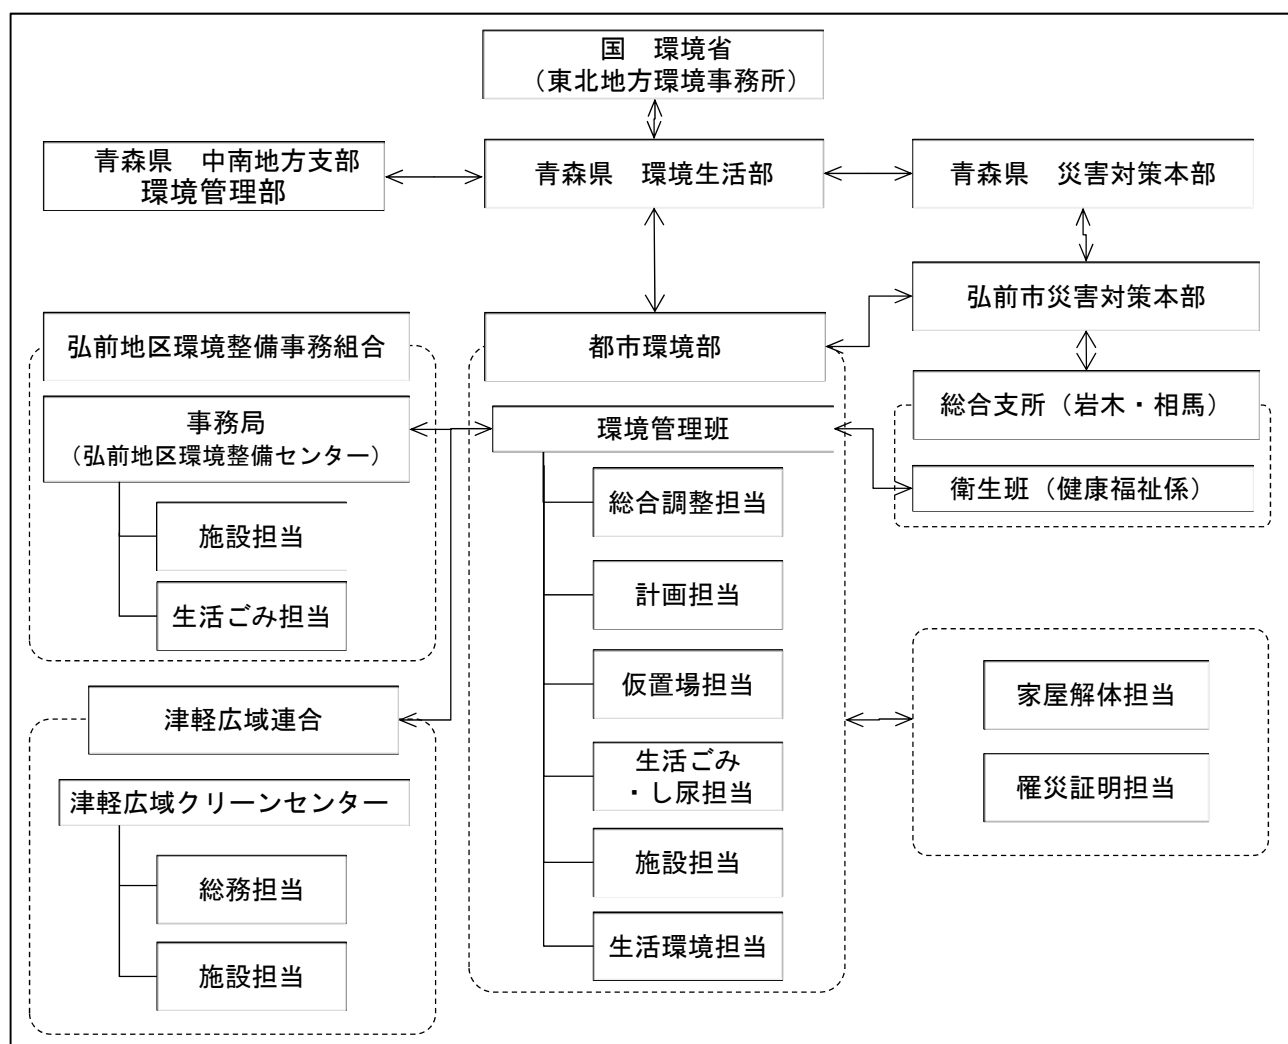 国　環境省
（東北地方環境事務所）
青森県　中南地方支部
環境管理部
青森県　環境生活部
青森県　災害対策本部
弘前市災害対策本部
弘前地区環境整備事務組合
都市環境部
総合支所（岩木・相馬）
事務局
（弘前地区環境整備センター）
環境管理班
衛生班（健康福祉係）
施設担当
生活ごみ担当
総合調整担当
計画担当
仮置場担当
生活ごみ
・し尿担当
施設担当
生活環境担当
家屋解体担当
罹災証明担当
津軽広域連合
津軽広域クリーンセンター
総務担当
施設担当